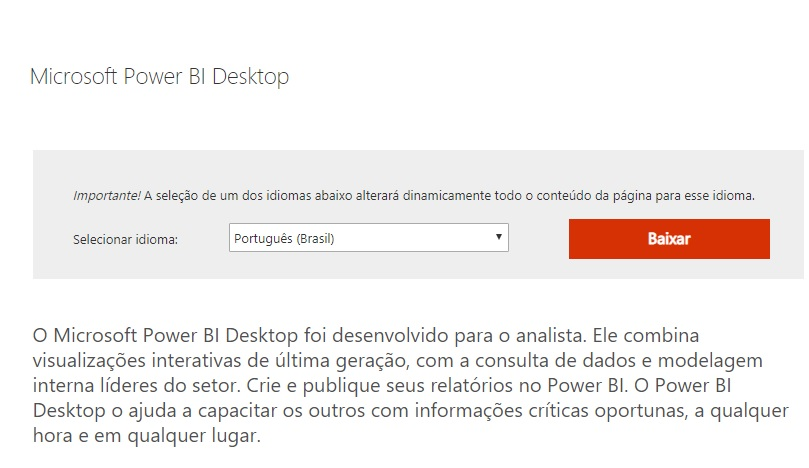 Microsoft Power BI Desktop
Importante! A seleção de um dos idiomas abaixo alterará dinamicamente todo o conteúdo da página para esse idioma.
Selecionar idioma: Português (Brasil) Baixar
O Microsoft Power BI Desktop foi desenvolvido para o analista. Ele combina
visualizações interativas de última geração, com a consulta de dados e modelagem
interna líderes do setor. Crie e publique seus relatórios no Power BI. O Power BI
Desktop o ajuda a capacitar os outros com informações críticas oportunas, a qualquer
hora e em qualquer lugar.